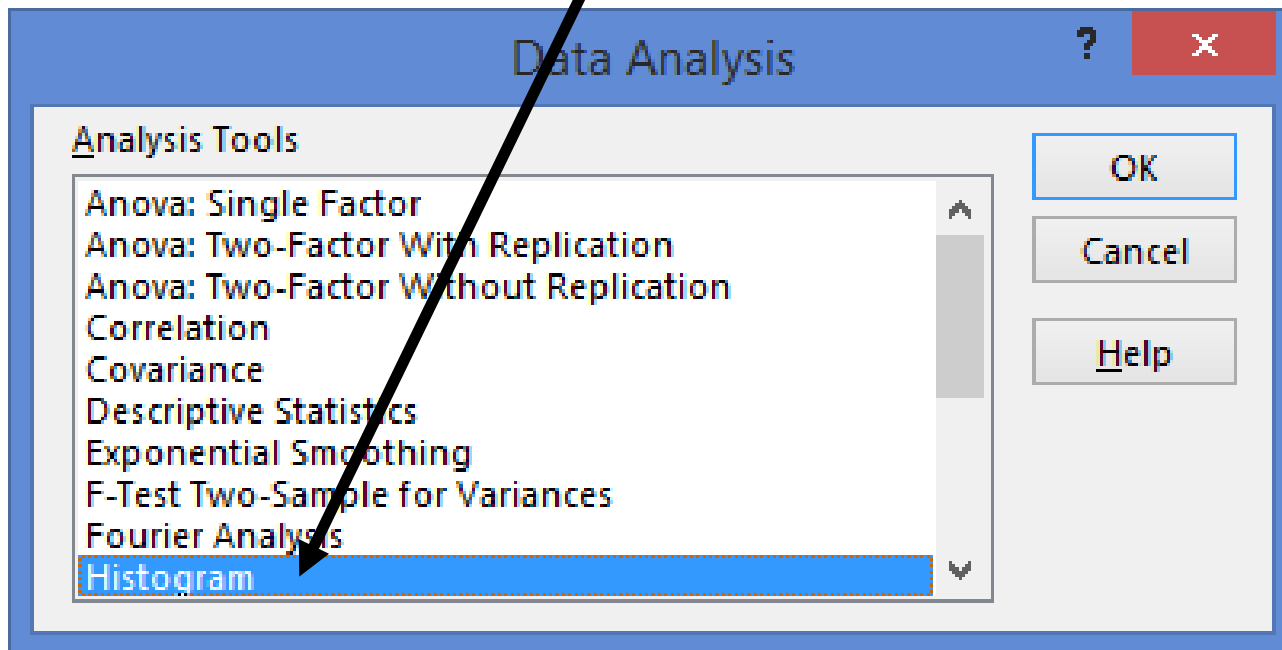 Data Analysis
?
Analysis Tools
Anova: Single Factor
Anova: Two-Factor With Replication
Anova: Two-Factor Without Replication
Correlation
Covariance
Descriptive Statistics
Exponential Smoothing
F-Test Two-Sample for Variances
Fourier Analysis
Histogram
OK
Cancel
Help